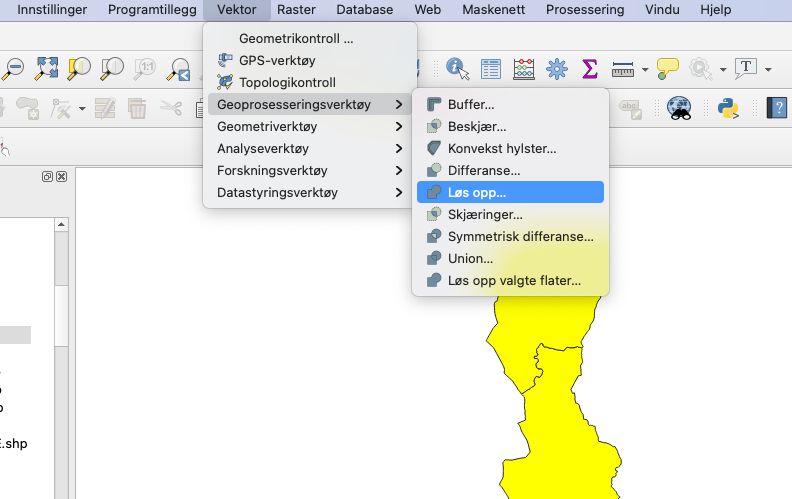 Innstillinger Programtillegg Vektor Raster Database Web Maskenett Prosessering Vindu Hjelp
Geometrikontroll ...
GPS-verktøy
Topologikontroll
Geoprosesseringsverktøy
Geometriverktøy
Analyseverktøy
Forskningsverktøy
Datastyringsverktøy
Buffer...
Beskjær...
Konvekst hylster...
Differanse...
Løs opp...
Skjæringer...
Symmetrisk differanse...
Union...
Løs opp valgte flater...
.shp